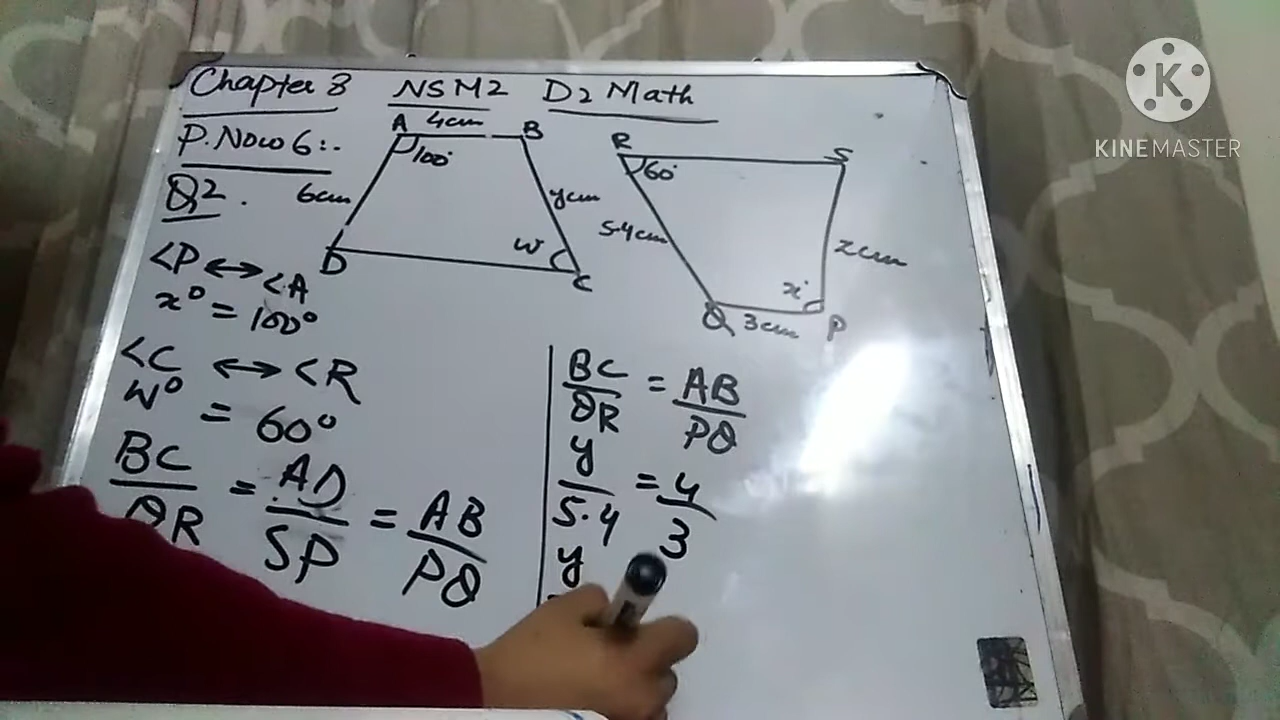 Chapter 8 NSM2 D2 Math
P. Now 6:-
Q2.
A 4cm B
100°
6cm
ycm
w
D
C
R
S
60°
5.4cm
zcm
x°
Q 3cm P
<P ↔ <A
x° = 100°
<C ↔ <R
w° = 60°
BC/QR = AD/SP = AB/PQ
BC/QR = AB/PQ
y/5.4 = 4/3
y
K
KINEMASTER